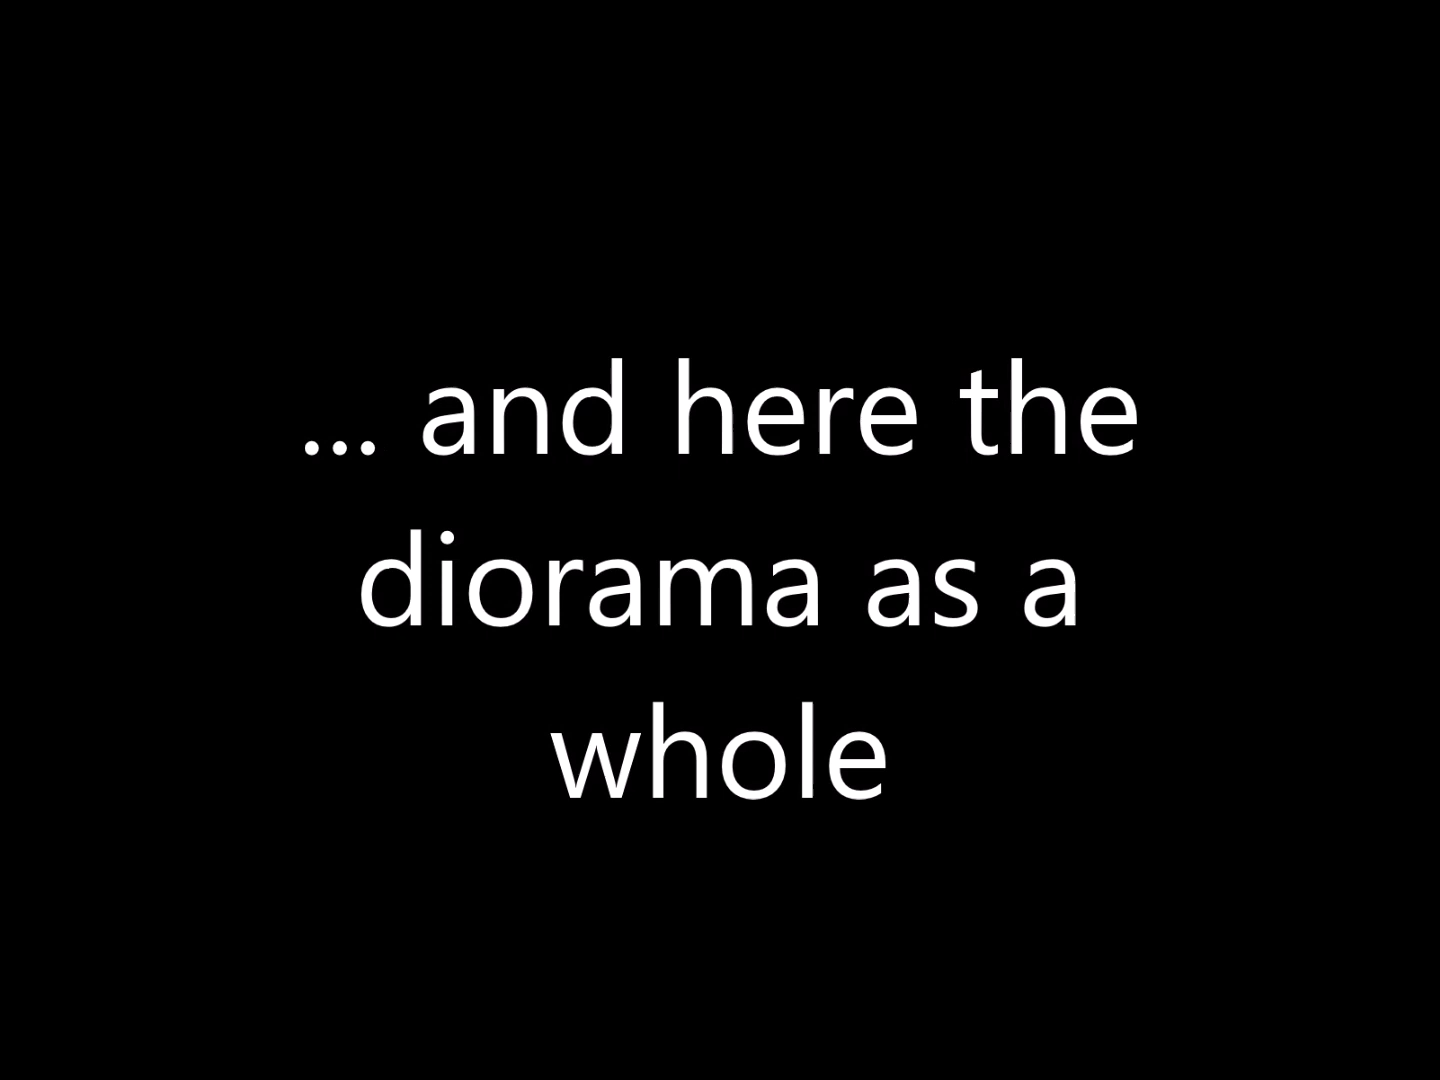 ... and here the
diorama as a
whole